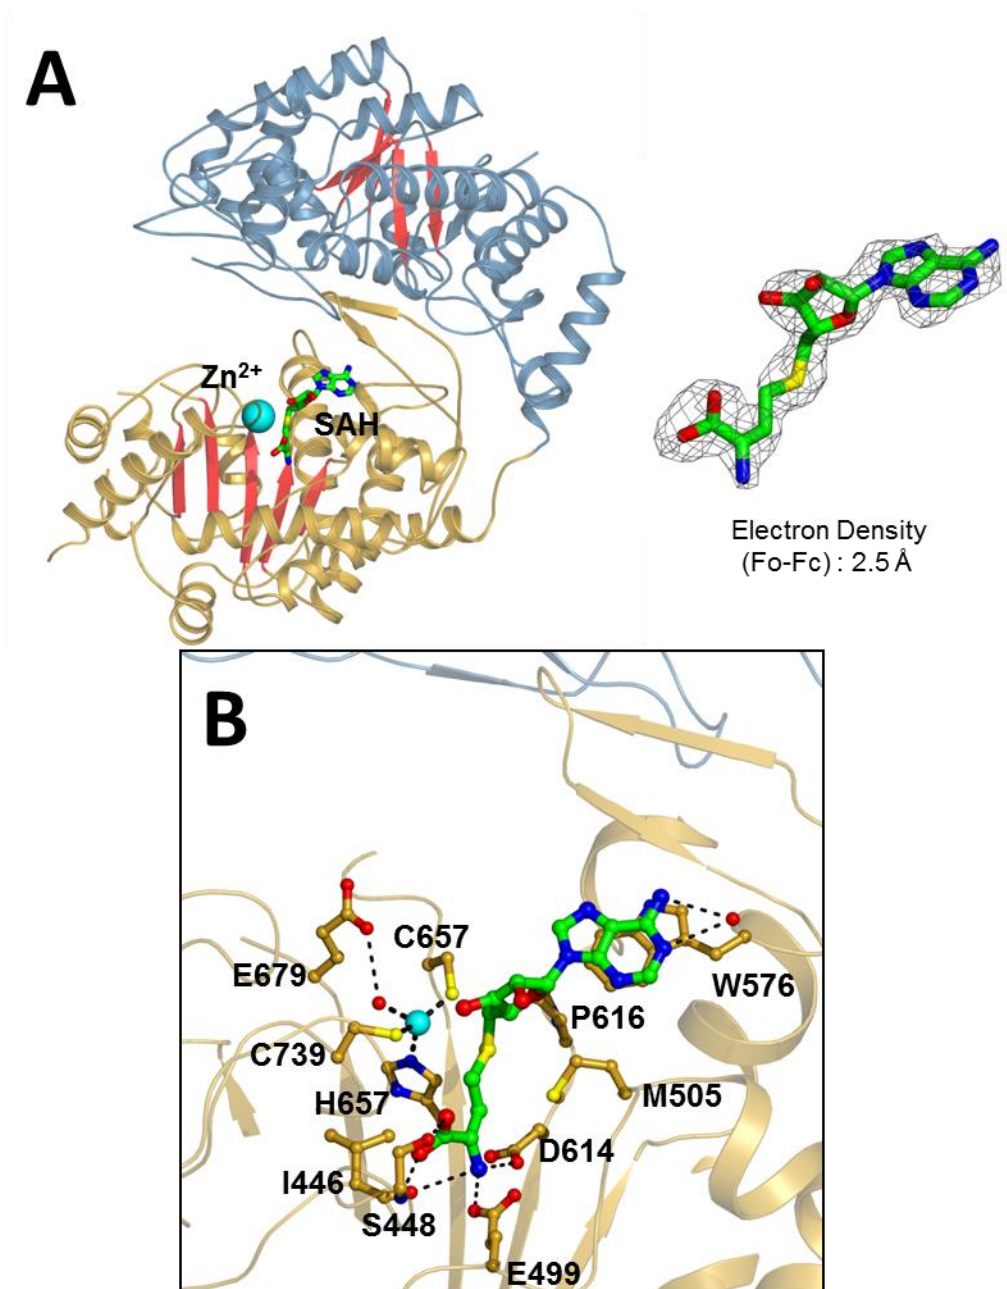 A
Zn²⁺
SAH
Electron Density
(Fo-Fc) : 2.5 Å
B
C657
E679
W576
P616
C739
M505
H657
D614
I446
S448
E499